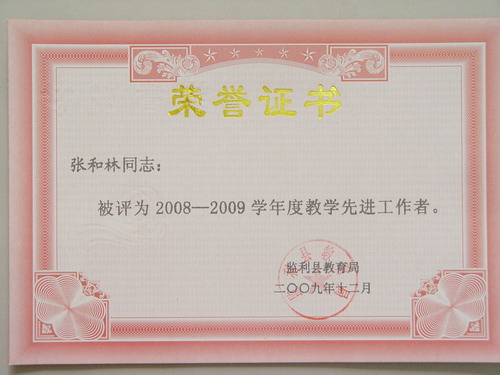 荣誉证书
张和林同志：
被评为 2008—2009 学年度教学先进工作者。
监利县教育局
二〇〇九年十二月